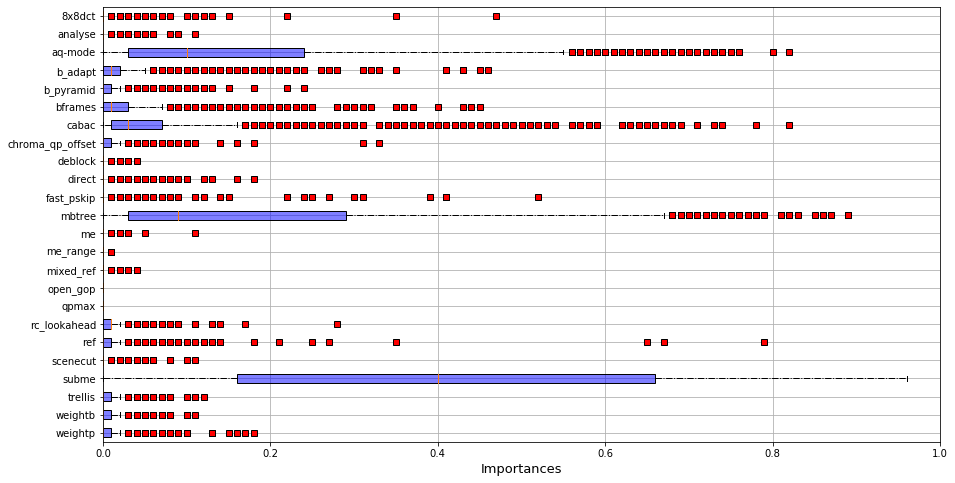 8x8dct
analyse
aq-mode
b_adapt
b_pyramid
bframes
cabac
chroma_qp_offset
deblock
direct
fast_pskip
mbtree
me
me_range
mixed_ref
open_gop
qpmax
rc_lookahead
ref
scenecut
subme
trellis
weightb
weightp
0.0 0.2 0.4 0.6 0.8 1.0
Importances